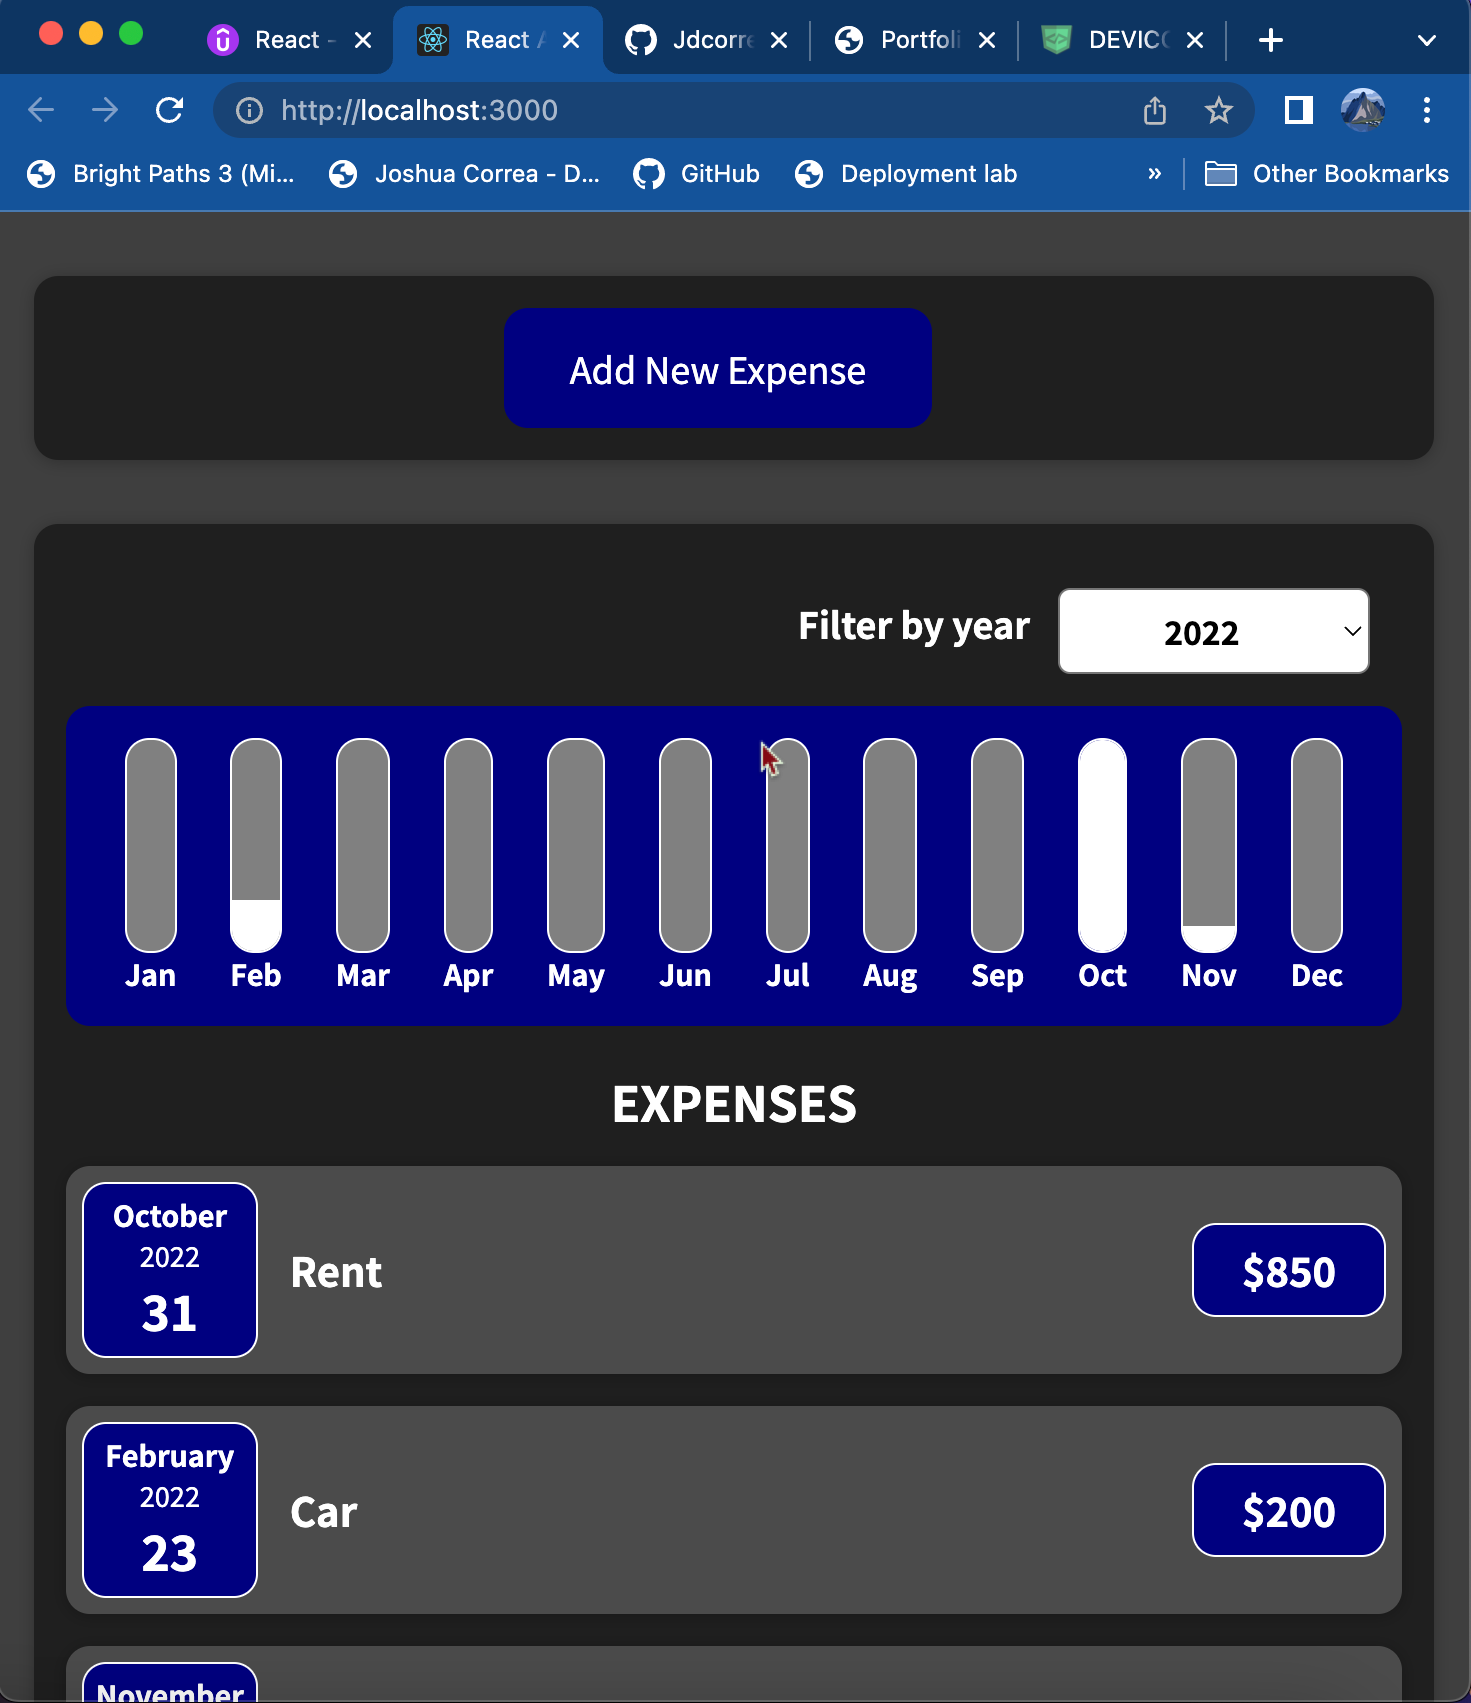 React - React A Jdcorre Portfoli DEVICO
http://localhost:3000
Bright Paths 3 (Mi... Joshua Correa - D... GitHub Deployment lab » Other Bookmarks
Add New Expense
Filter by year 2022
Jan Feb Mar Apr May Jun Jul Aug Sep Oct Nov Dec
EXPENSES
October
2022
31
Rent
$850
February
2022
23
Car
$200
November